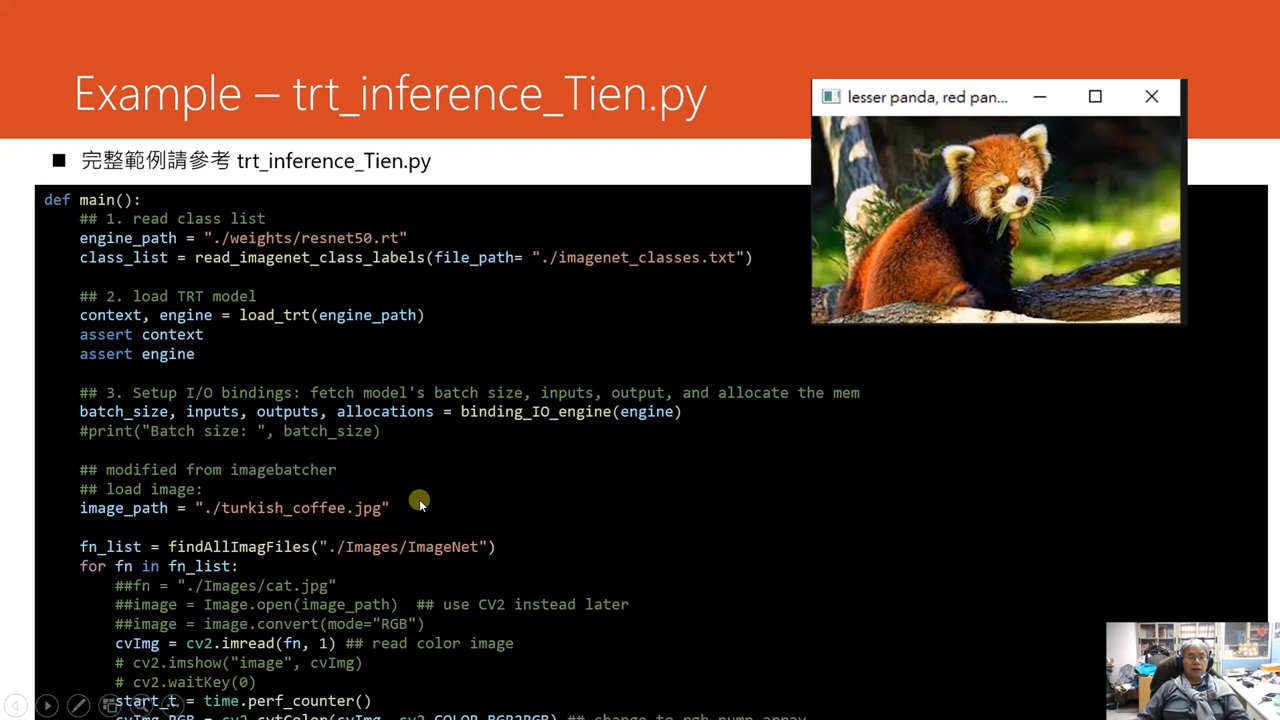 Example – trt_inference_Tien.py
lesser panda, red pan...
■ 完整範例請參考 trt_inference_Tien.py
def main():
## 1. read class list
engine_path = "./weights/resnet50.rt"
class_list = read_imagenet_class_labels(file_path= "./imagenet_classes.txt")
## 2. load TRT model
context, engine = load_trt(engine_path)
assert context
assert engine
## 3. Setup I/O bindings: fetch model's batch size, inputs, output, and allocate the mem
batch_size, inputs, outputs, allocations = binding_IO_engine(engine)
#print("Batch size: ", batch_size)
## modified from imagebatcher
## load image:
image_path = "./turkish_coffee.jpg"
fn_list = findAllImagFiles("./Images/ImageNet")
for fn in fn_list:
##fn = "./Images/cat.jpg"
##image = Image.open(image_path)  ## use CV2 instead later
##image = image.convert(mode="RGB")
cvImg = cv2.imread(fn, 1) ## read color image
# cv2.imshow("image", cvImg)
# cv2.waitKey(0)
start_t = time.perf_counter()